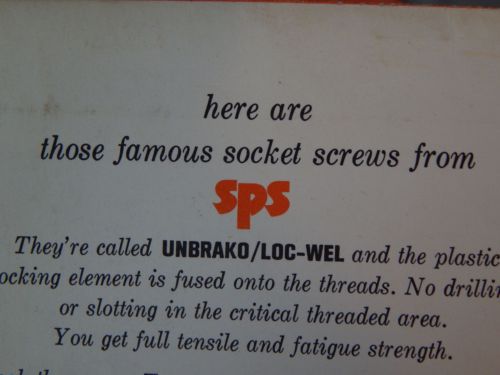 here are
those famous socket screws from
sps
They're called UNBRAKO/LOC-WEL and the plastic
ocking element is fused onto the threads. No drillin
or slotting in the critical threaded area.
You get full tensile and fatigue strength.